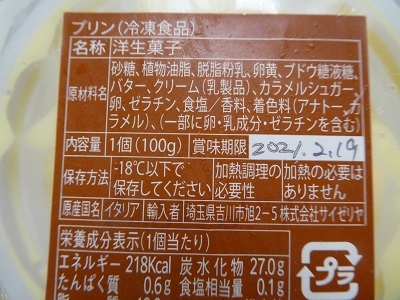 プリン(冷凍食品)
名称 洋生菓子
原材料名 砂糖、植物油脂、脱脂粉乳、卵黄、ブドウ糖液糖、
バター、クリーム(乳製品)、カラメルシュガー、
卵、ゼラチン、食塩/香料、着色料(アナトー、カ
ラメル)、(一部に卵・乳成分・ゼラチンを含む)
内容量 1個(100g) 賞味期限 2021.2.19
保存方法 -18℃以下で保存してください 加熱調理の必要性 加熱の必要はありません
原産国名 イタリア 輸入者 埼玉県吉川市旭2-5株式会社サイゼリヤ
栄養成分表示(1個当たり)
エネルギー 218Kcal 炭水化物 27.0g
たんぱく質 0.6g 食塩相当量 0.1g
プラ